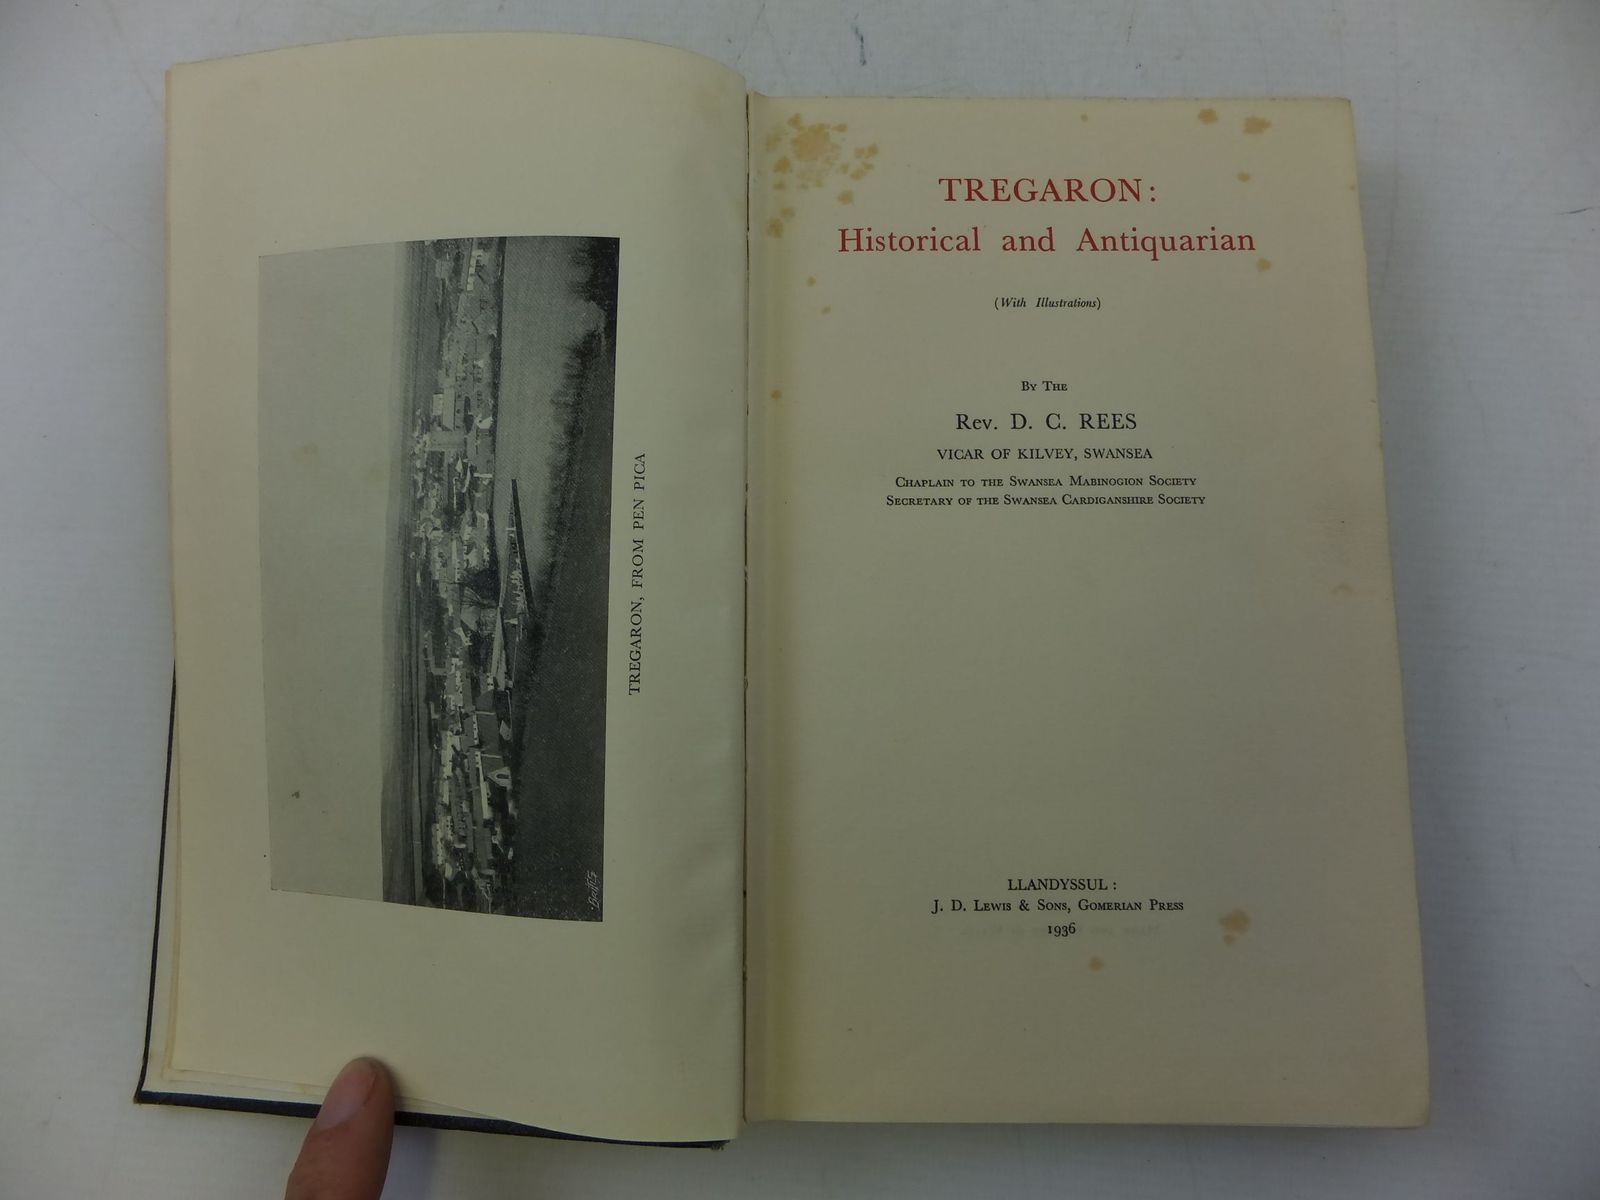 TREGARON, FROM PEN PICA
TREGARON:
Historical and Antiquarian
(With Illustrations)
BY THE
Rev. D. C. REES
VICAR OF KILVEY, SWANSEA
CHAPLAIN TO THE SWANSEA MABINOGION SOCIETY
SECRETARY OF THE SWANSEA CARDIGANSHIRE SOCIETY
LLANDYSSUL:
J. D. LEWIS & SONS, GOMERIAN PRESS
1936